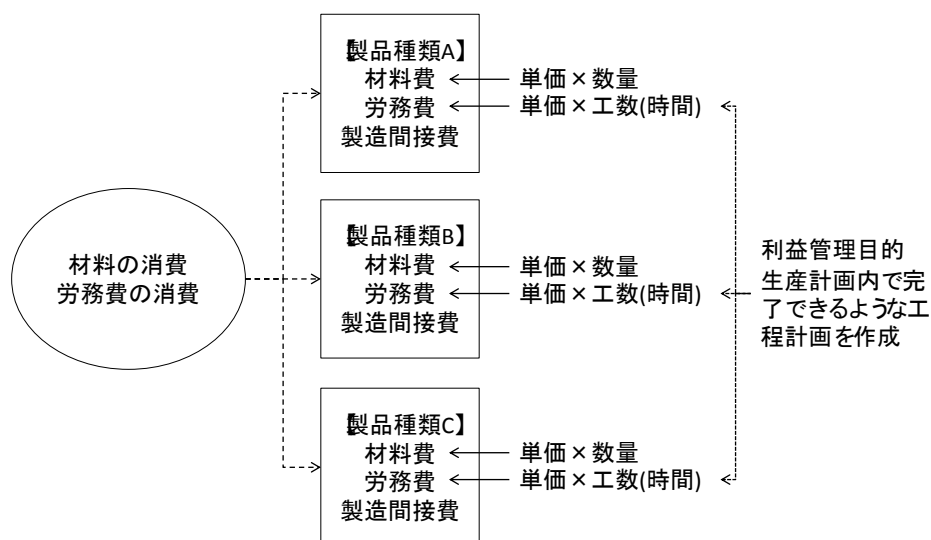 材料の消費
労務費の消費
【製品種類A】
材料費
労務費
製造間接費
単価×数量
単価×工数(時間)
【製品種類B】
材料費
労務費
製造間接費
単価×数量
単価×工数(時間)
【製品種類C】
材料費
労務費
製造間接費
単価×数量
単価×工数(時間)
利益管理目的
生産計画内で完
了できるような工
程計画を作成